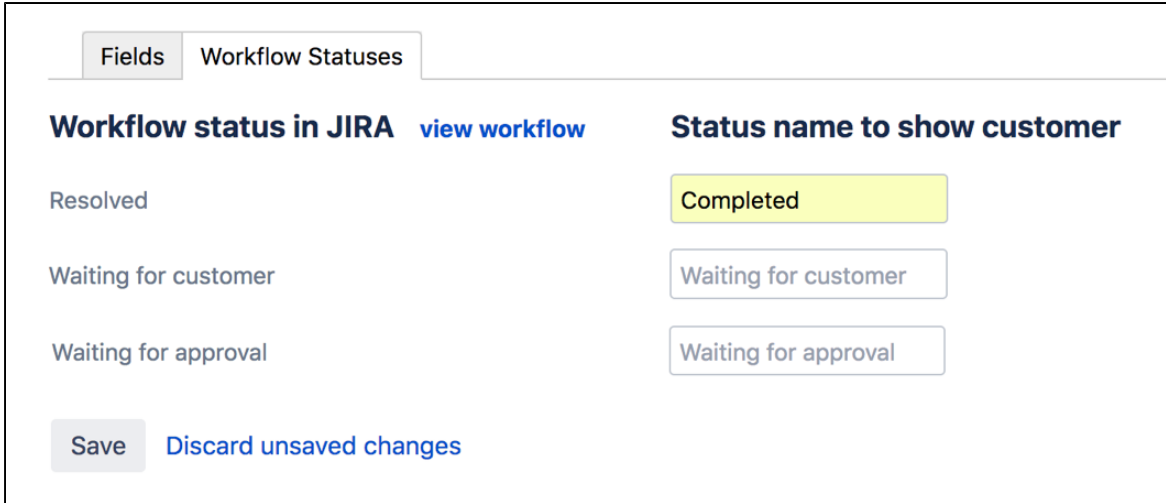 Fields Workflow Statuses
Workflow status in JIRA view workflow Status name to show customer
Resolved Completed
Waiting for customer Waiting for customer
Waiting for approval Waiting for approval
Save Discard unsaved changes